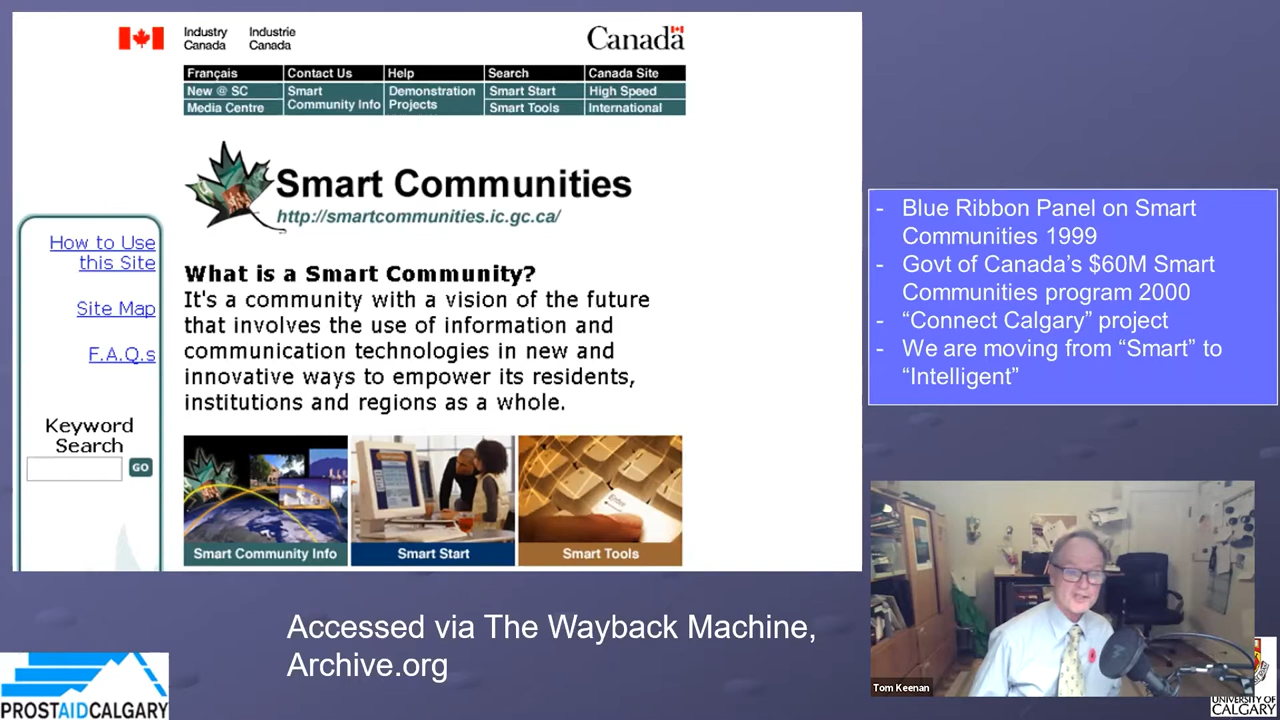 Industry
Canada
Industrie
Canada
Canada
Français
Contact Us
Help
Search
Canada Site
New @ SC
Smart
Community Info
Demonstration
Projects
Smart Start
High Speed
Media Centre
Smart Tools
International
Smart Communities
http://smartcommunities.ic.gc.ca/
How to Use
this Site
Site Map
F.A.Q.s
Keyword
Search
GO
What is a Smart Community?
It's a community with a vision of the future
that involves the use of information and
communication technologies in new and
innovative ways to empower its residents,
institutions and regions as a whole.
Enter
Smart Community Info
Smart Start
Smart Tools
- Blue Ribbon Panel on Smart
Communities 1999
- Govt of Canada's $60M Smart
Communities program 2000
- “Connect Calgary” project
- We are moving from “Smart” to
“Intelligent”
Accessed via The Wayback Machine,
Archive.org
PROSTAIDCALGARY
Tom Keenan
UNIVERSITY OF
CALGARY